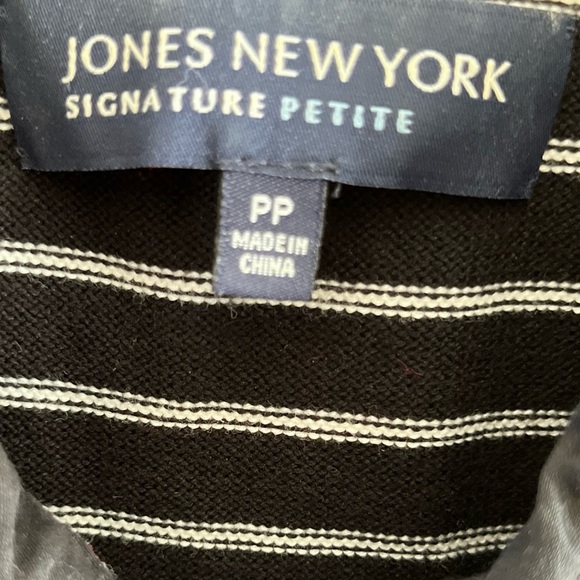 JONES NEW YORK
SIGNATURE PETITE
PP
MADE IN
CHINA